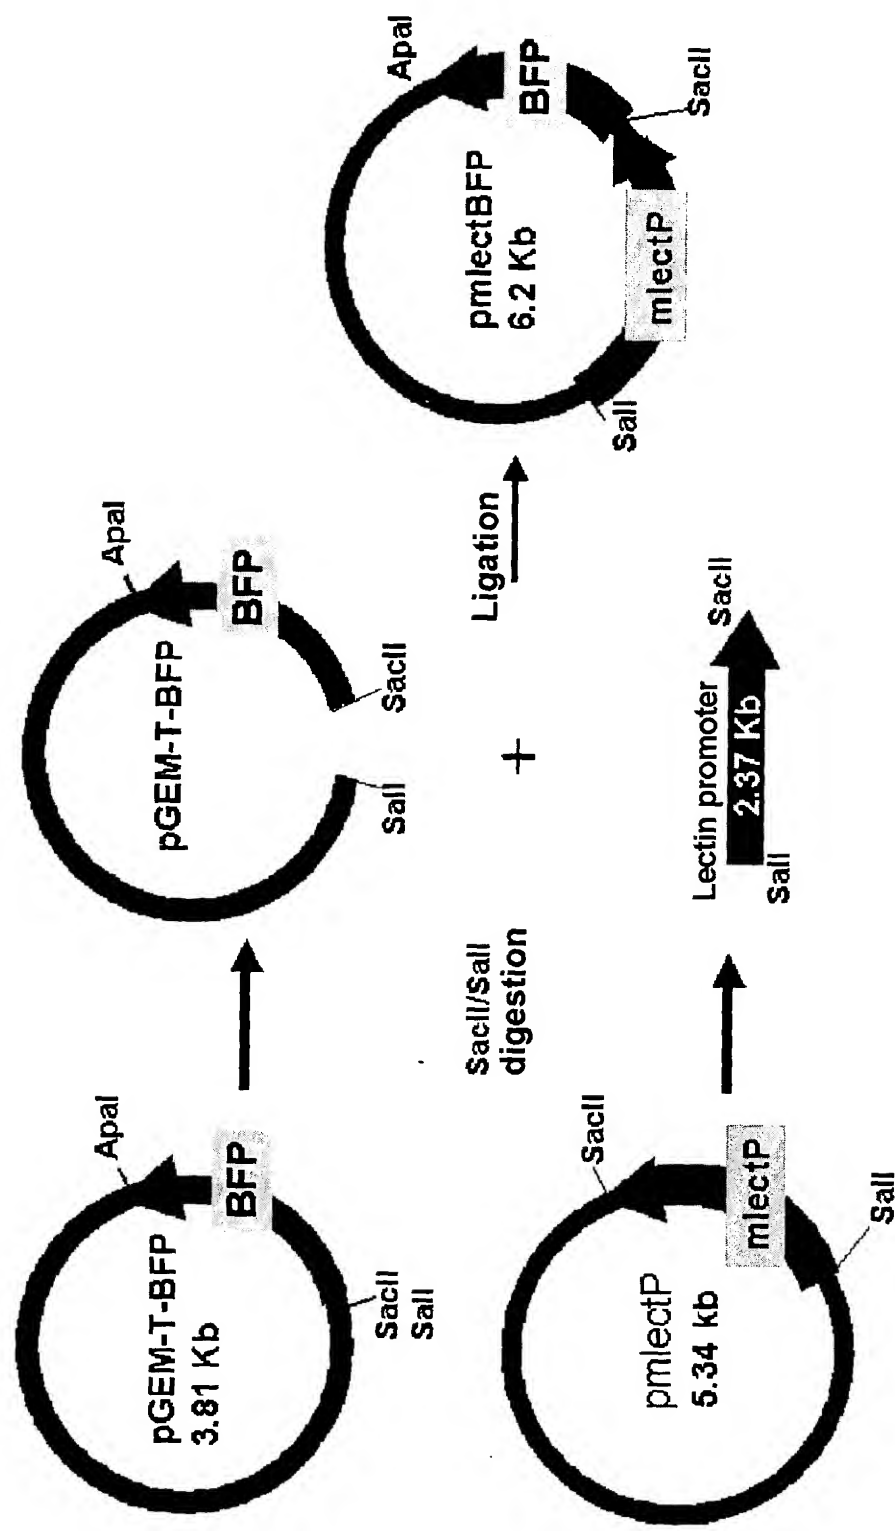 pGEM-T-BFP
3.81 Kb
ApaI
BFP
SacII
SalI
pGEM-T-BFP
ApaI
BFP
SacII
SalI
SacII/SalI
digestion
+
pmlectP
5.34 kb
SacII
mlectP
SalI
Lectin promoter
2.37 Kb
SacII
SalI
Ligation
pmlectBFP
6.2 Kb
ApaI
BFP
SacII
mlectP
SalI